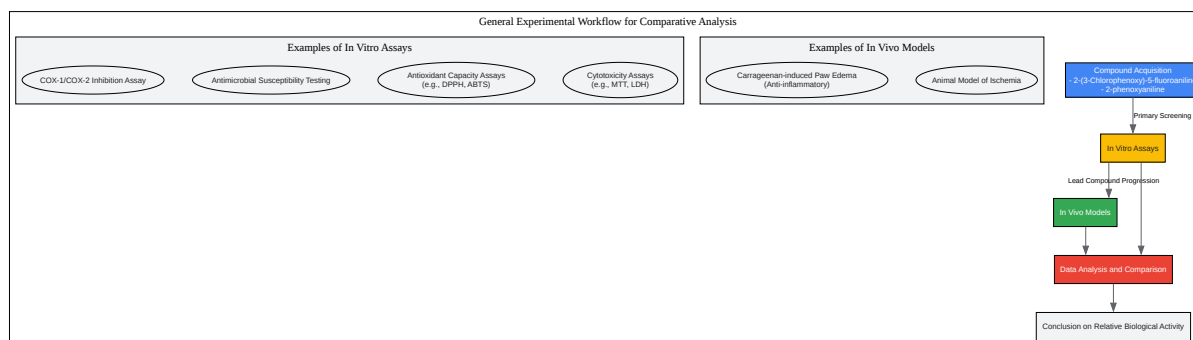 General Experimental Workflow for Comparative Analysis
Examples of In Vitro Assays
COX-1/COX-2 Inhibition Assay
Antimicrobial Susceptibility Testing
Antioxidant Capacity Assays
(e.g., DPPH, ABTS)
Cytotoxicity Assays
(e.g., MTT, LDH)
Examples of In Vivo Models
Carrageenan-induced Paw Edema
(Anti-inflammatory)
Animal Model of Ischemia
Compound Acquisition
- 2-(3-Chlorophenoxy)-5-fluoroaniline
- 2-phenoxyaniline
Primary Screening
In Vitro Assays
Lead Compound Progression
In Vivo Models
Data Analysis and Comparison
Conclusion on Relative Biological Activity